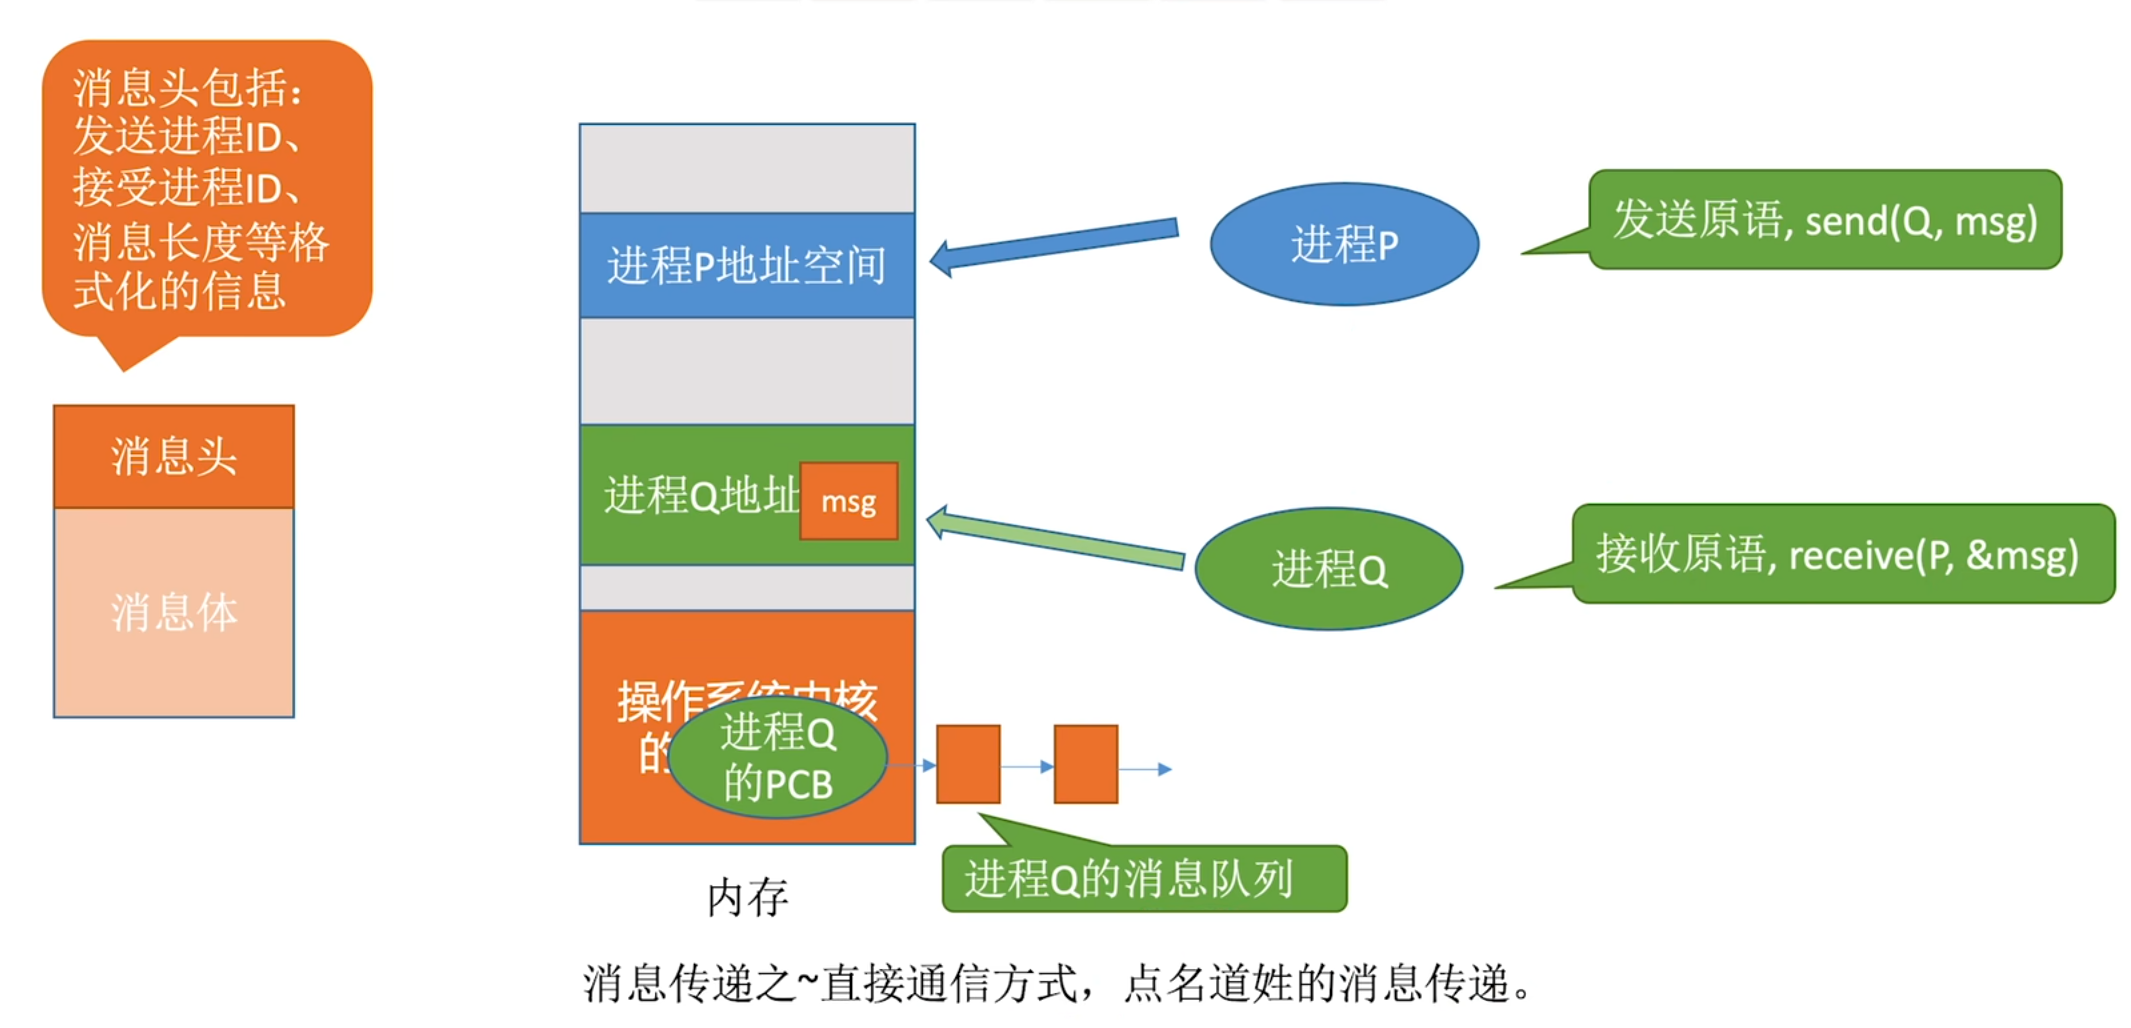 消息头包括：
发送进程ID、
接受进程ID、
消息长度等格
式化的信息
消息头
消息体
进程P地址空间
进程Q地址
msg
操作系统内核
的
进程Q
的PCB
内存
进程P
发送原语, send(Q, msg)
进程Q
接收原语, receive(P, &msg)
进程Q的消息队列
消息传递之~直接通信方式，点名道姓的消息传递。